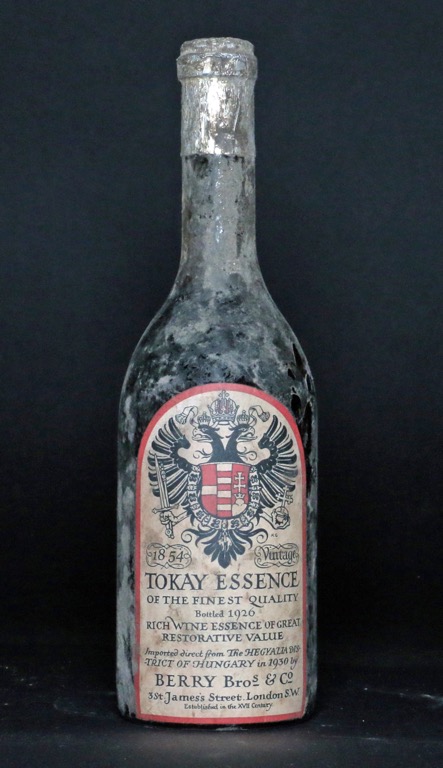 1854 Vintage
TOKAY ESSENCE
OF THE FINEST QUALITY
Bottled 1926
RICH WINE ESSENCE OF GREAT
RESTORATIVE VALUE
Imported direct from The HEGYALIA DIS-
TRICT OF HUNGARY in 1930 by
BERRY Bros & Co
3 St James's Street. London S.W.
Established in the XVII Century.